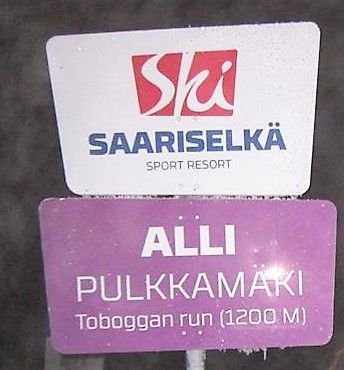 Ski
SAARISELKÄ
SPORT RESORT
ALLI
PULKKAMÄKI
Toboggan run (1200 M)